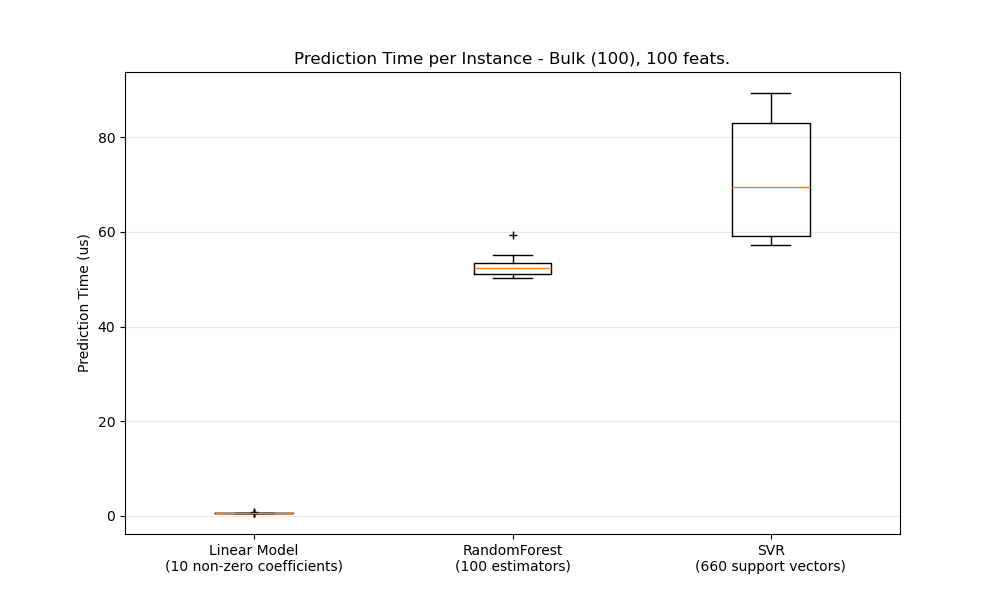 Prediction Time per Instance - Bulk (100), 100 feats.
Prediction Time (us)
80
60
40
20
0
Linear Model
(10 non-zero coefficients)
RandomForest
(100 estimators)
SVR
(660 support vectors)